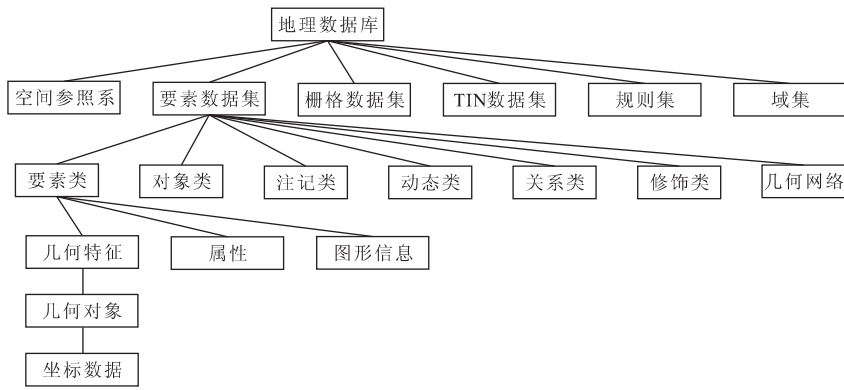 地理数据库
空间参照系
要素数据集
栅格数据集
TIN数据集
规则集
域集
要素类
对象类
注记类
动态类
关系类
修饰类
几何网络
几何特征
属性
图形信息
几何对象
坐标数据